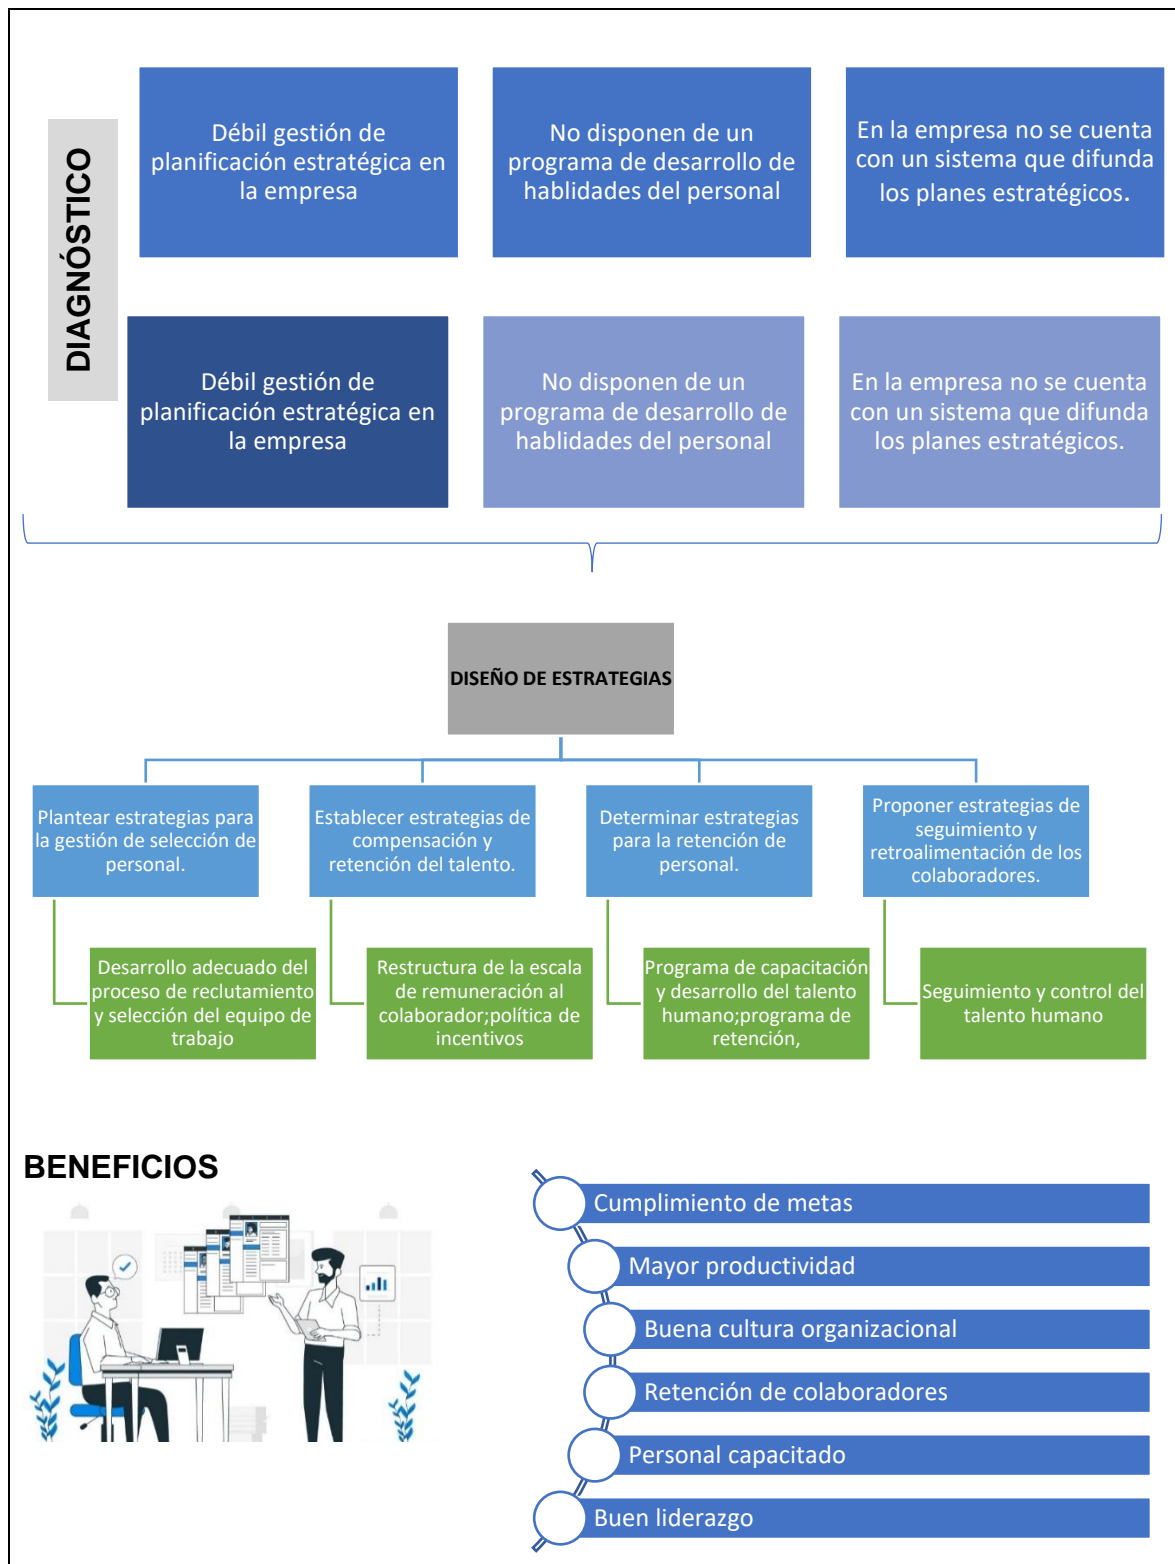 DIAGNÓSTICO
Débil gestión de
planificación estratégica en
la empresa
No disponen de un
programa de desarrollo de
hablidades del personal
En la empresa no se cuenta
con un sistema que difunda
los planes estratégicos.
Débil gestión de
planificación estratégica en
la empresa
No disponen de un
programa de desarrollo de
hablidades del personal
En la empresa no se cuenta
con un sistema que difunda
los planes estratégicos.
DISEÑO DE ESTRATEGIAS
Plantear estrategias para
la gestión de selección de
personal.
Establecer estrategias de
compensación y
retención del talento.
Determinar estrategias
para la retención de
personal.
Proponer estrategias de
seguimiento y
retroalimentación de los
colaboradores.
Desarrollo adecuado del
proceso de reclutamiento
y selección del equipo de
trabajo
Restructura de la escala
de remuneración al
colaborador;política de
incentivos
Programa de capacitación
y desarrollo del talento
humano;programa de
retención,
Seguimiento y control del
talento humano
BENEFICIOS
Cumplimiento de metas
Mayor productividad
Buena cultura organizacional
Retención de colaboradores
Personal capacitado
Buen liderazgo